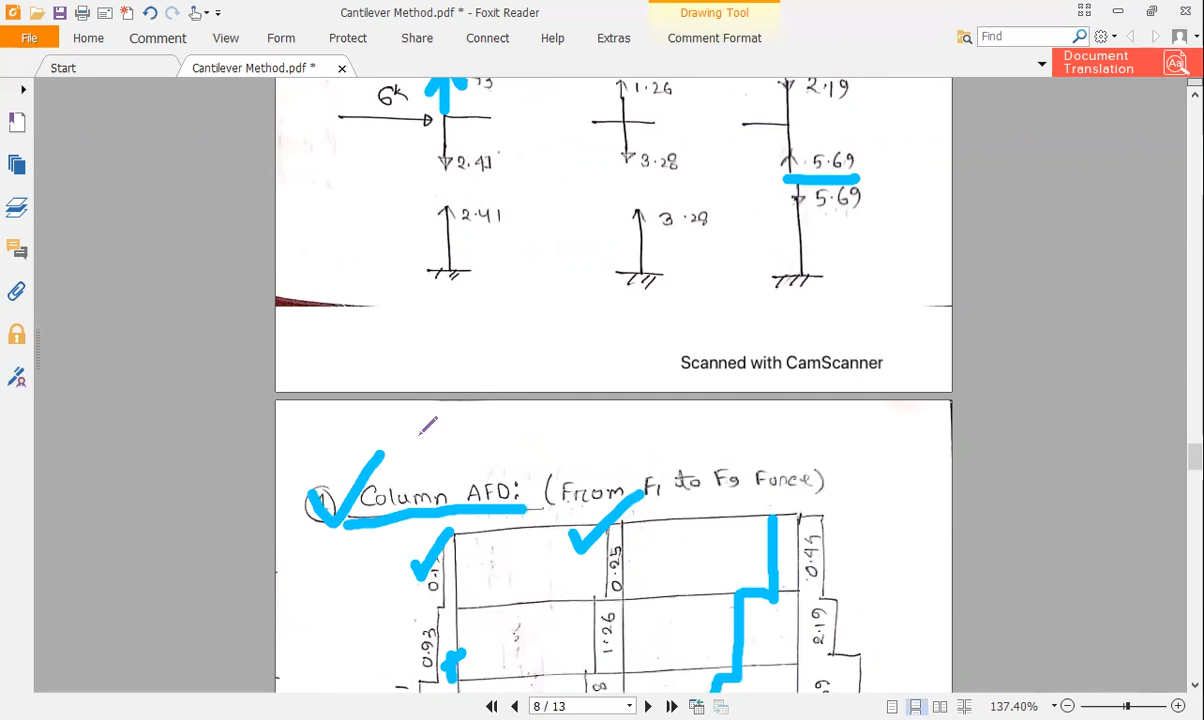 Cantilever Method.pdf * - Foxit Reader
Drawing Tool
File
Home
Comment
View
Form
Protect
Share
Connect
Help
Extras
Comment Format
Find
Start
Cantilever Method.pdf *
Document
Translation
Aa
6k
1.26
2.19
2.41
3.28
5.69
5.69
2.41
3.28
Scanned with CamScanner
Column AFD: (From F1 to F9 Force)
0.25
0.45
0.93
1.26
2.19
8 / 13
137.40%